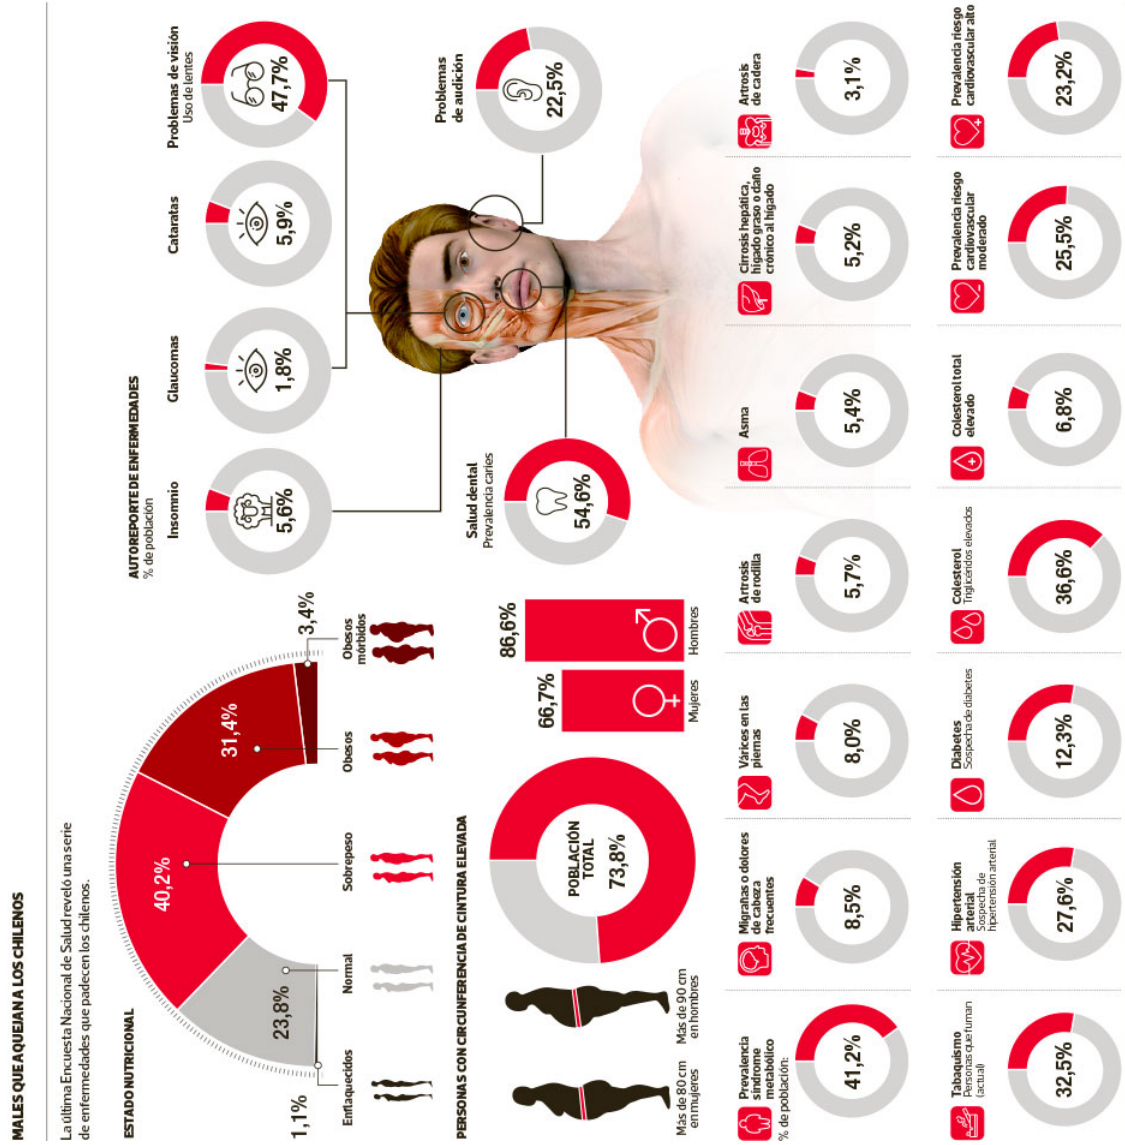 MALES QUE AQUEJAN A LOS CHILENOS
La última Encuesta Nacional de Salud reveló una serie
de enfermedades que padecen los chilenos.
ESTADO NUTRICIONAL
1,1%
23,8%
40,2%
31,4%
3,4%
Enflaquecidos
Normal
Sobrepeso
Obesos
Obesos
mórbidos
AUTOREPORTE DE ENFERMEDADES
% de población
Insomnio
5,6%
Glaucomas
1,8%
Cataratas
5,9%
Problemas de visión
Uso de lentes
47,7%
Salud dental
Prevalencia caries
54,6%
Problemas
de audición
22,5%
PERSONAS CON CIRCUNFERENCIA DE CINTURA ELEVADA
Más de 80 cm
en mujeres
Más de 90 cm
en hombres
POBLACIÓN
TOTAL
73,8%
66,7%
Mujeres
86,6%
Hombres
Prevalencia
síndrome
metabólico
% de población:
41,2%
Migrañas o dolores
de cabeza
frecuentes
8,5%
Várices en las
piernas
8,0%
Artrosis
de rodilla
5,7%
Asma
5,4%
Cirrosis hepática,
hígado graso o daño
crónico al hígado
5,2%
Artrosis
de cadera
3,1%
Tabaquismo
Personas que fuman
(actual)
32,5%
Hipertensión
arterial
Sospecha de
hipertensión arterial
27,6%
Diabetes
Sospecha de diabetes
12,3%
Colesterol
Triglicéridos elevados
36,6%
Colesterol total
elevado
6,8%
Prevalencia riesgo
cardiovascular
moderado
25,5%
Prevalencia riesgo
cardiovascular alto
23,2%